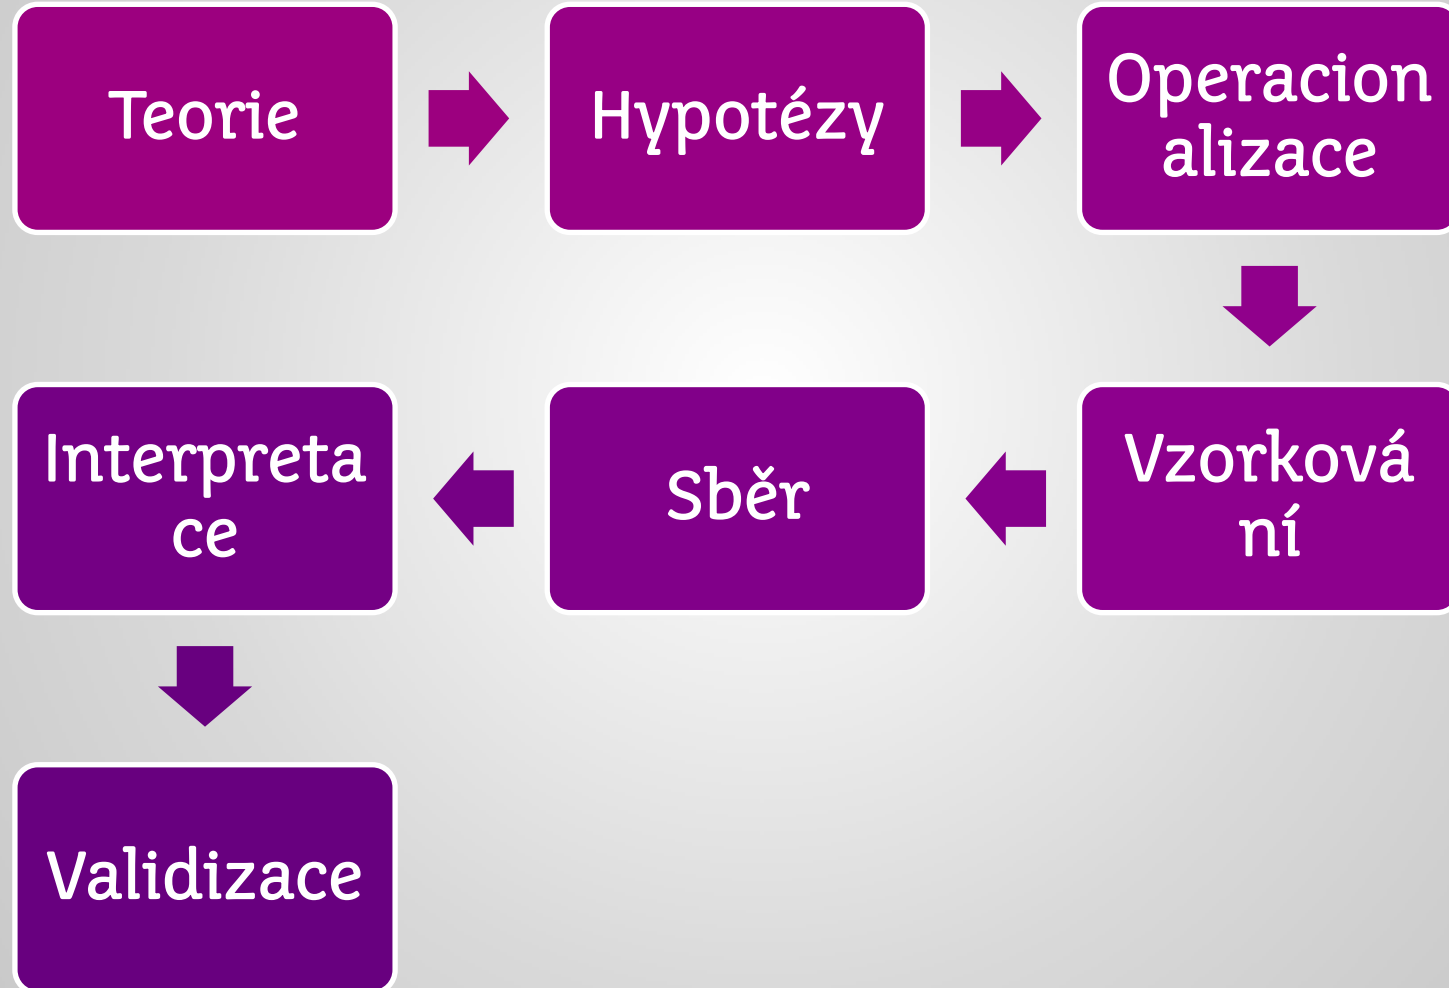 Teorie
Hypotézy
Operacion
alizace
Vzorková
ní
Sběr
Interpreta
ce
Validizace